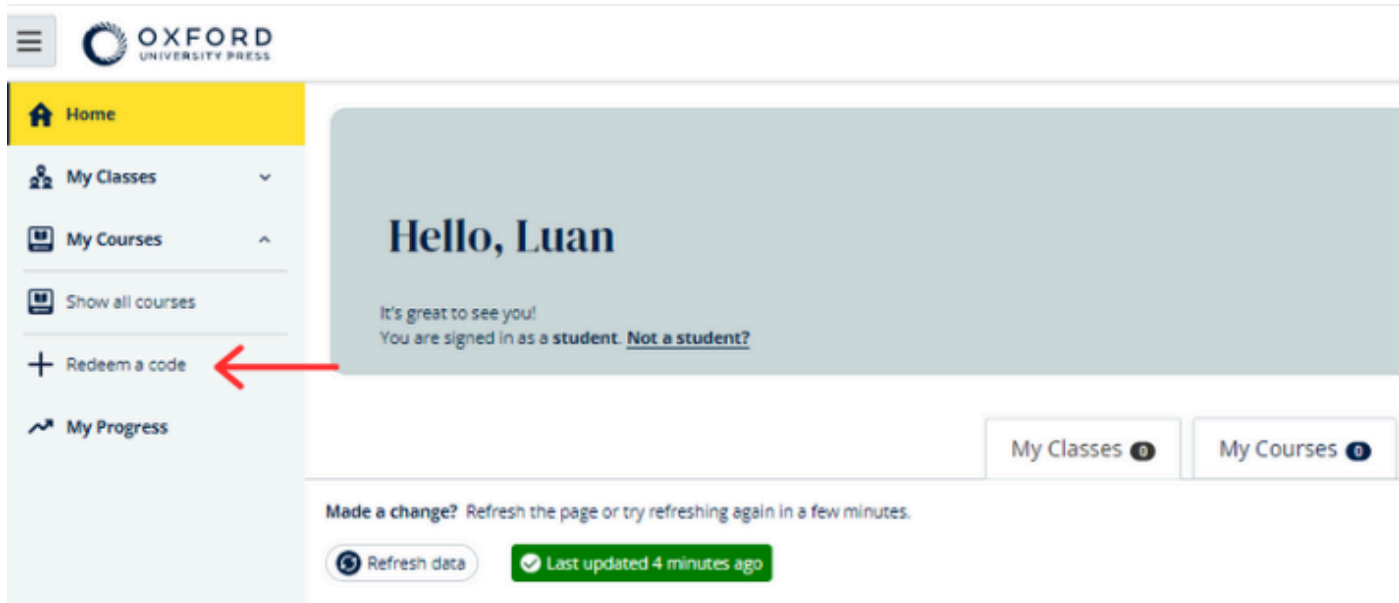 OXFORD
UNIVERSITY PRESS
Home
My Classes
My Courses
Show all courses
Redeem a code
My Progress
Hello, Luan
It's great to see you!
You are signed in as a student. Not a student?
My Classes 0
My Courses 0
Made a change? Refresh the page or try refreshing again in a few minutes.
Refresh data
Last updated 4 minutes ago